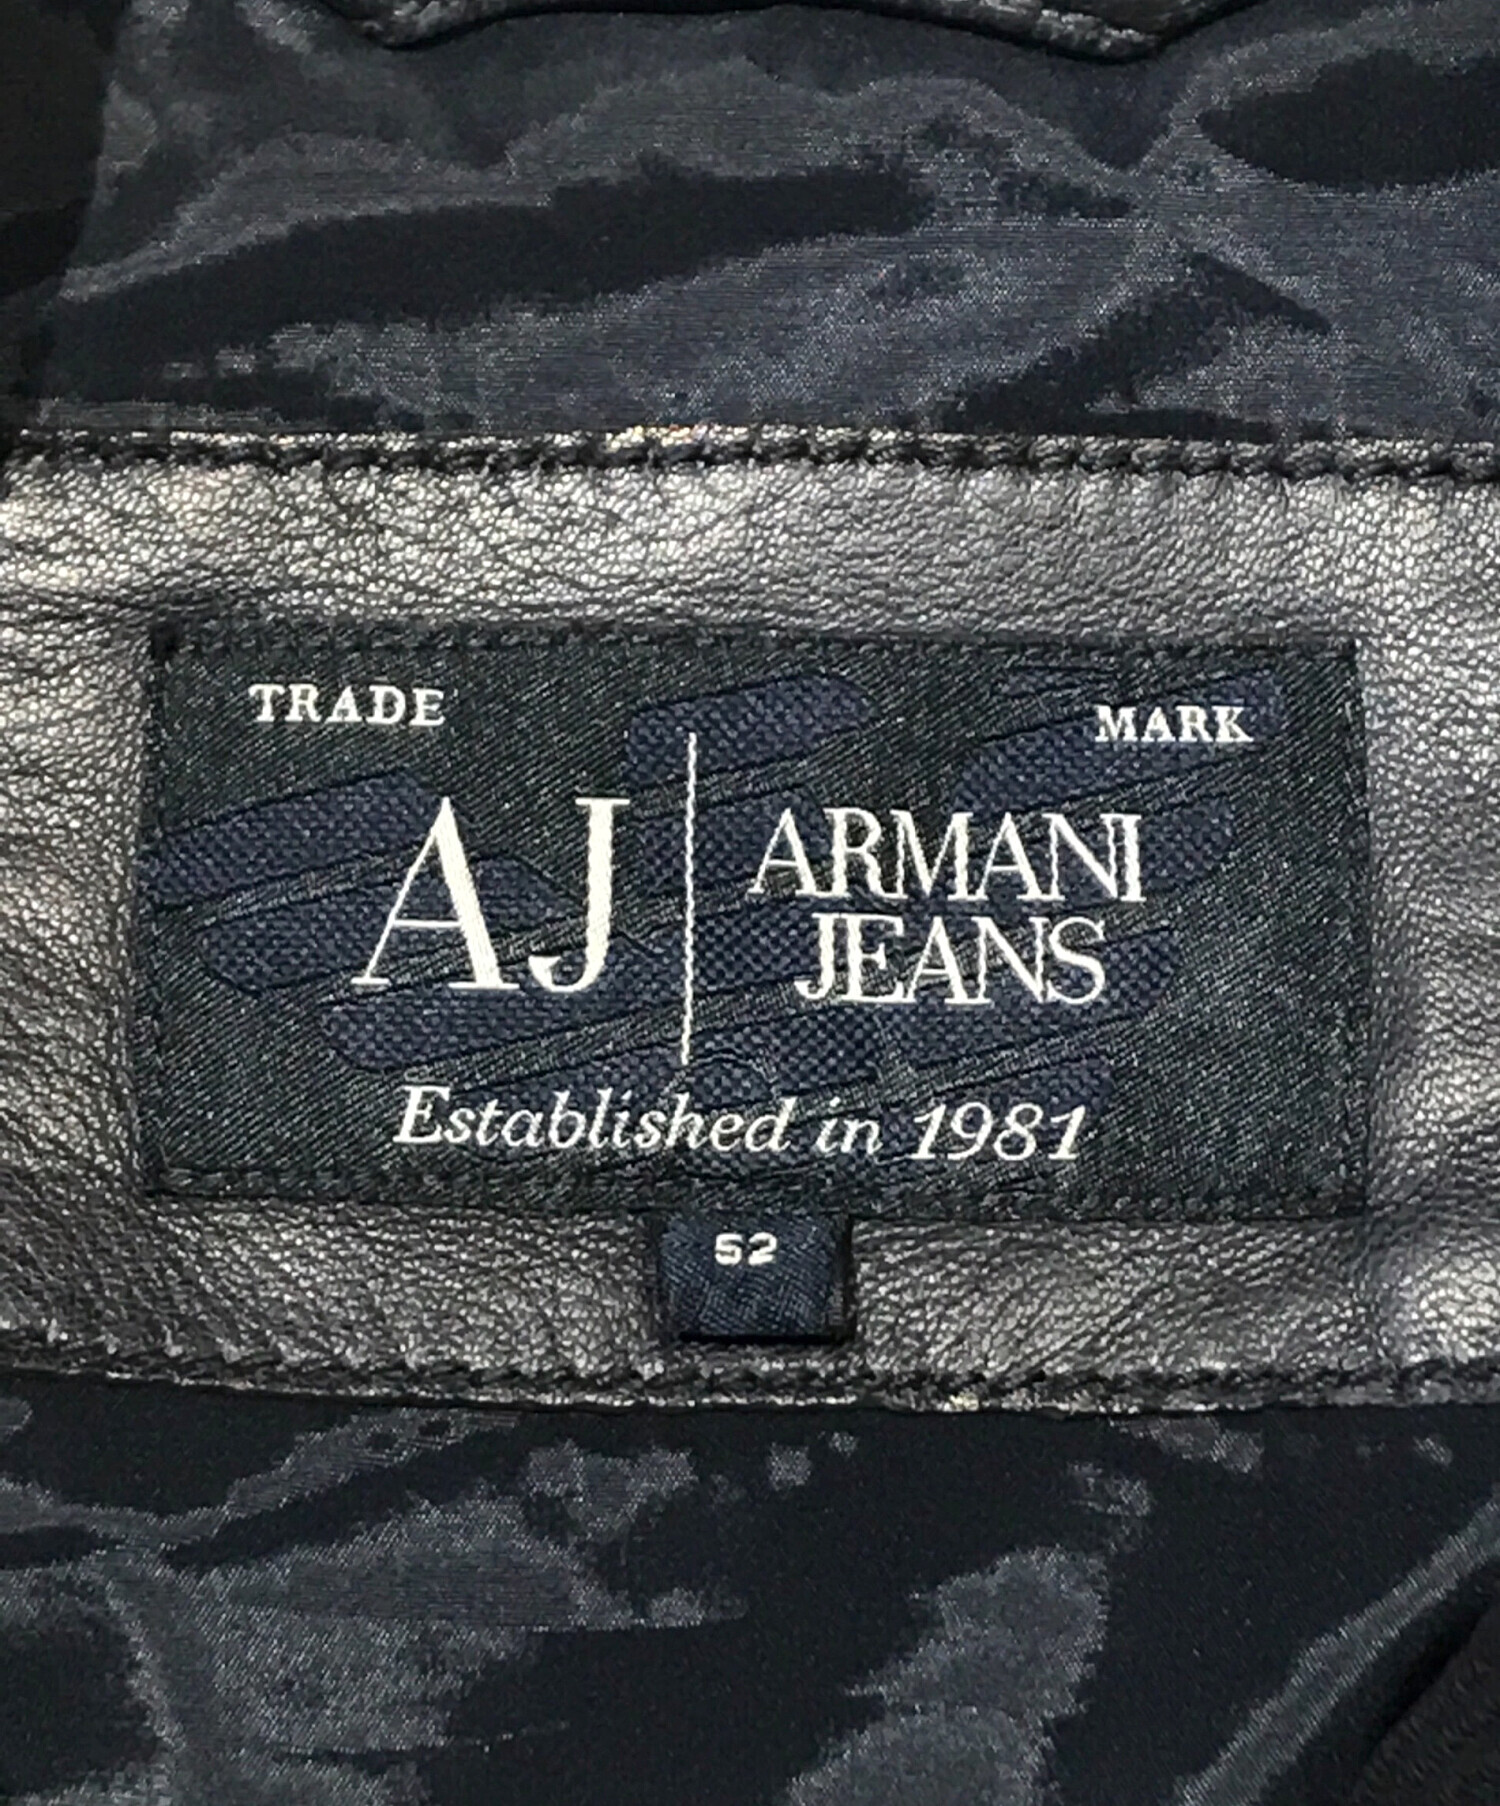 TRADE MARK
AJ
ARMANI
JEANS
Established in 1981
52